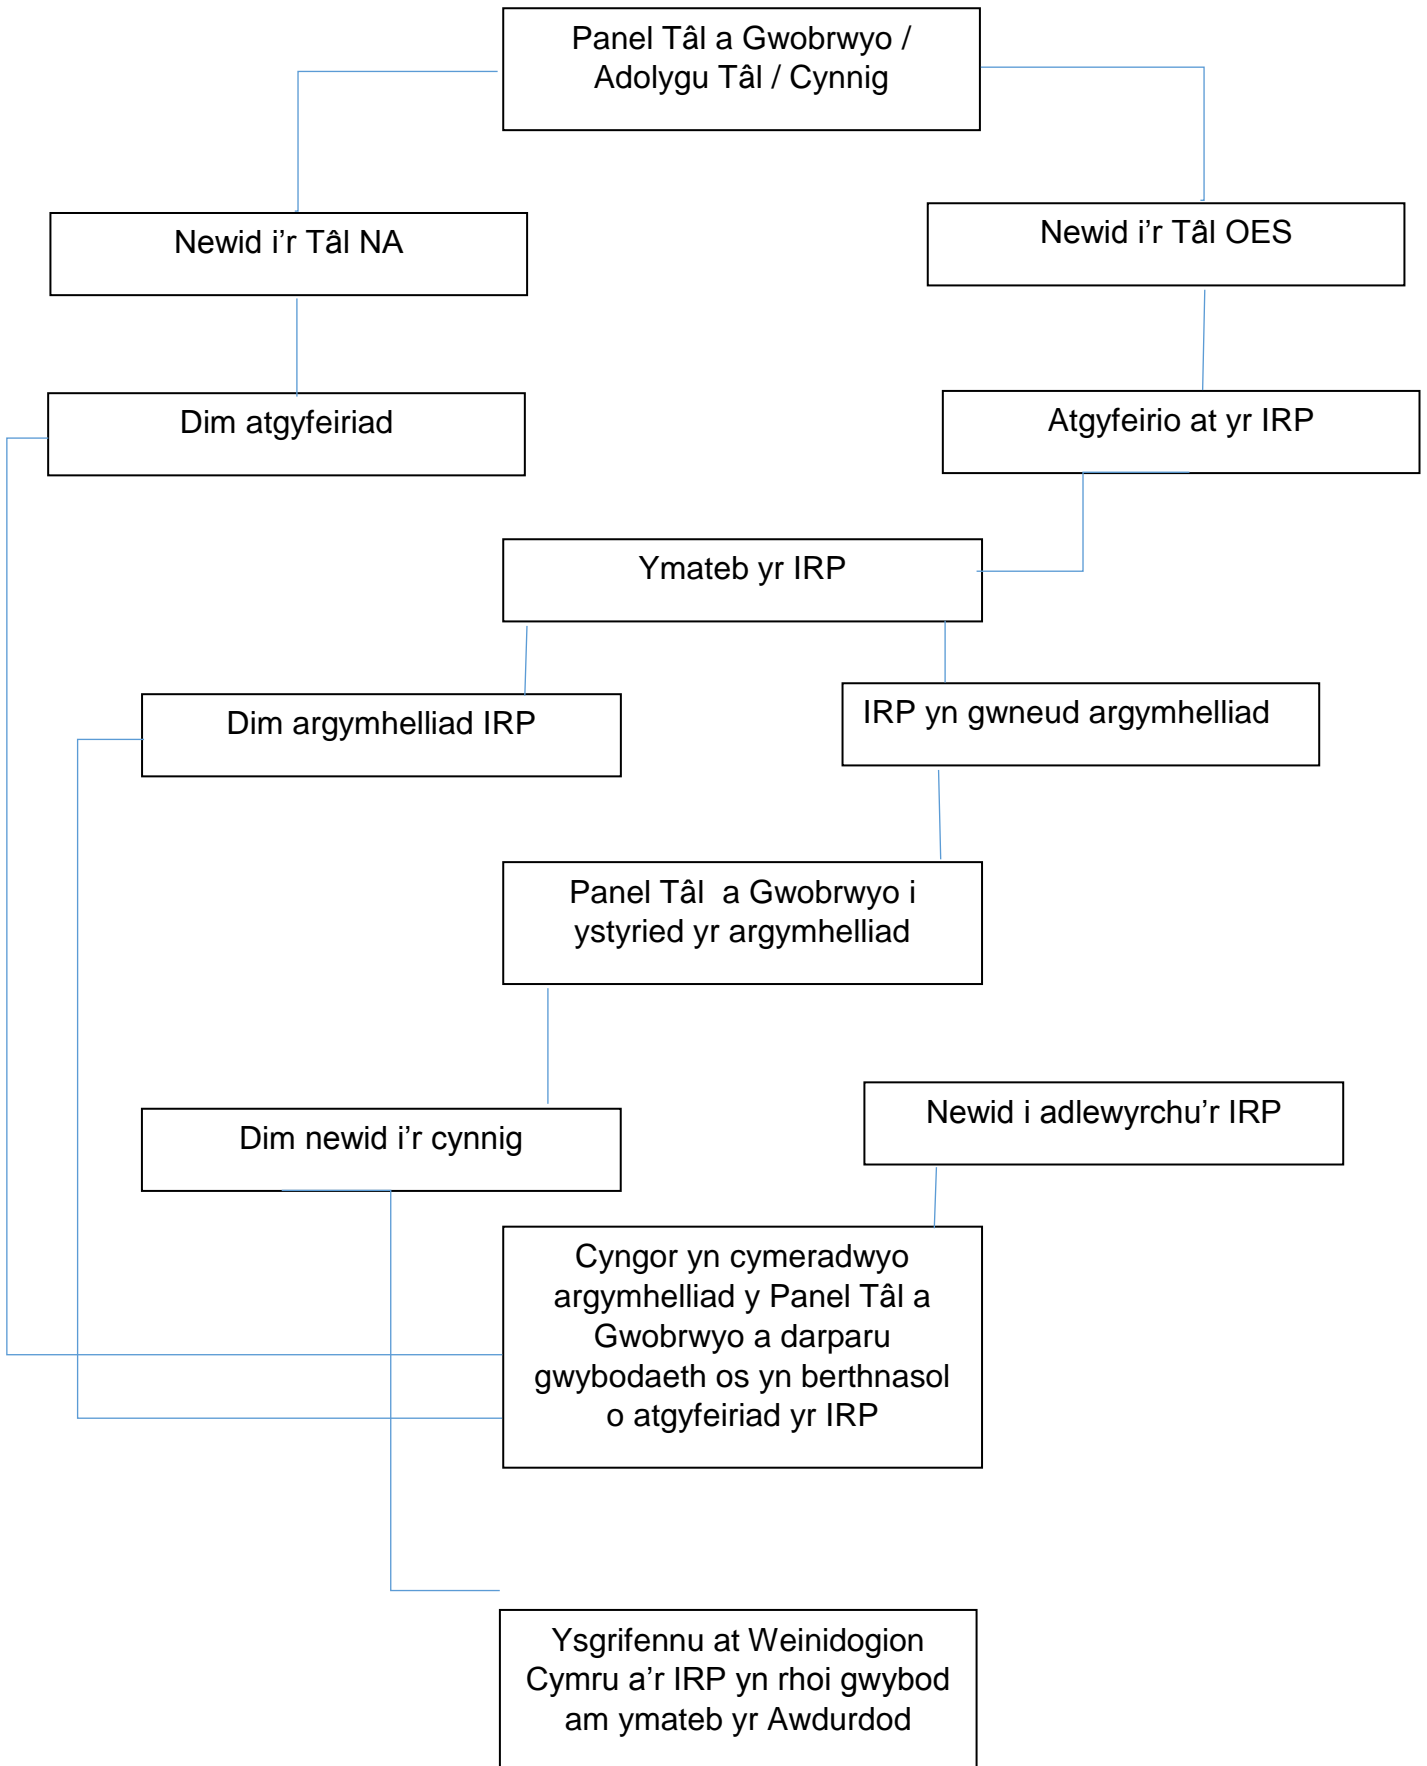 Panel Tâl a Gwobrwyo /
Adolygu Tâl / Cynnig
Newid i’r Tâl NA
Newid i’r Tâl OES
Dim atgyfeiriad
Atgyfeirio at yr IRP
Ymateb yr IRP
Dim argymhelliad IRP
IRP yn gwneud argymhelliad
Panel Tâl a Gwobrwyo i
ystyried yr argymhelliad
Newid i adlewyrchu’r IRP
Dim newid i’r cynnig
Cyngor yn cymeradwyo
argymhelliad y Panel Tâl a
Gwobrwyo a darparu
gwybodaeth os yn berthnasol
o atgyfeiriad yr IRP
Ysgrifennu at Weinidogion
Cymru a’r IRP yn rhoi gwybod
am ymateb yr Awdurdod